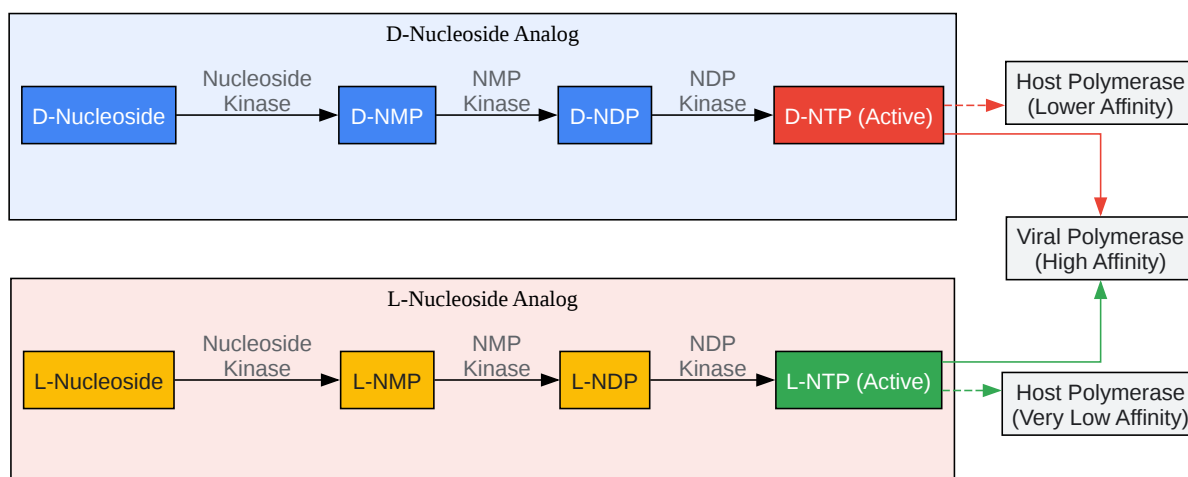 D-Nucleoside Analog
Nucleoside
Kinase
NMP
Kinase
NDP
Kinase
D-Nucleoside
D-NMP
D-NDP
D-NTP (Active)
Host Polymerase
(Lower Affinity)
Viral Polymerase
(High Affinity)
L-Nucleoside Analog
Nucleoside
Kinase
NMP
Kinase
NDP
Kinase
L-Nucleoside
L-NMP
L-NDP
L-NTP (Active)
Host Polymerase
(Very Low Affinity)